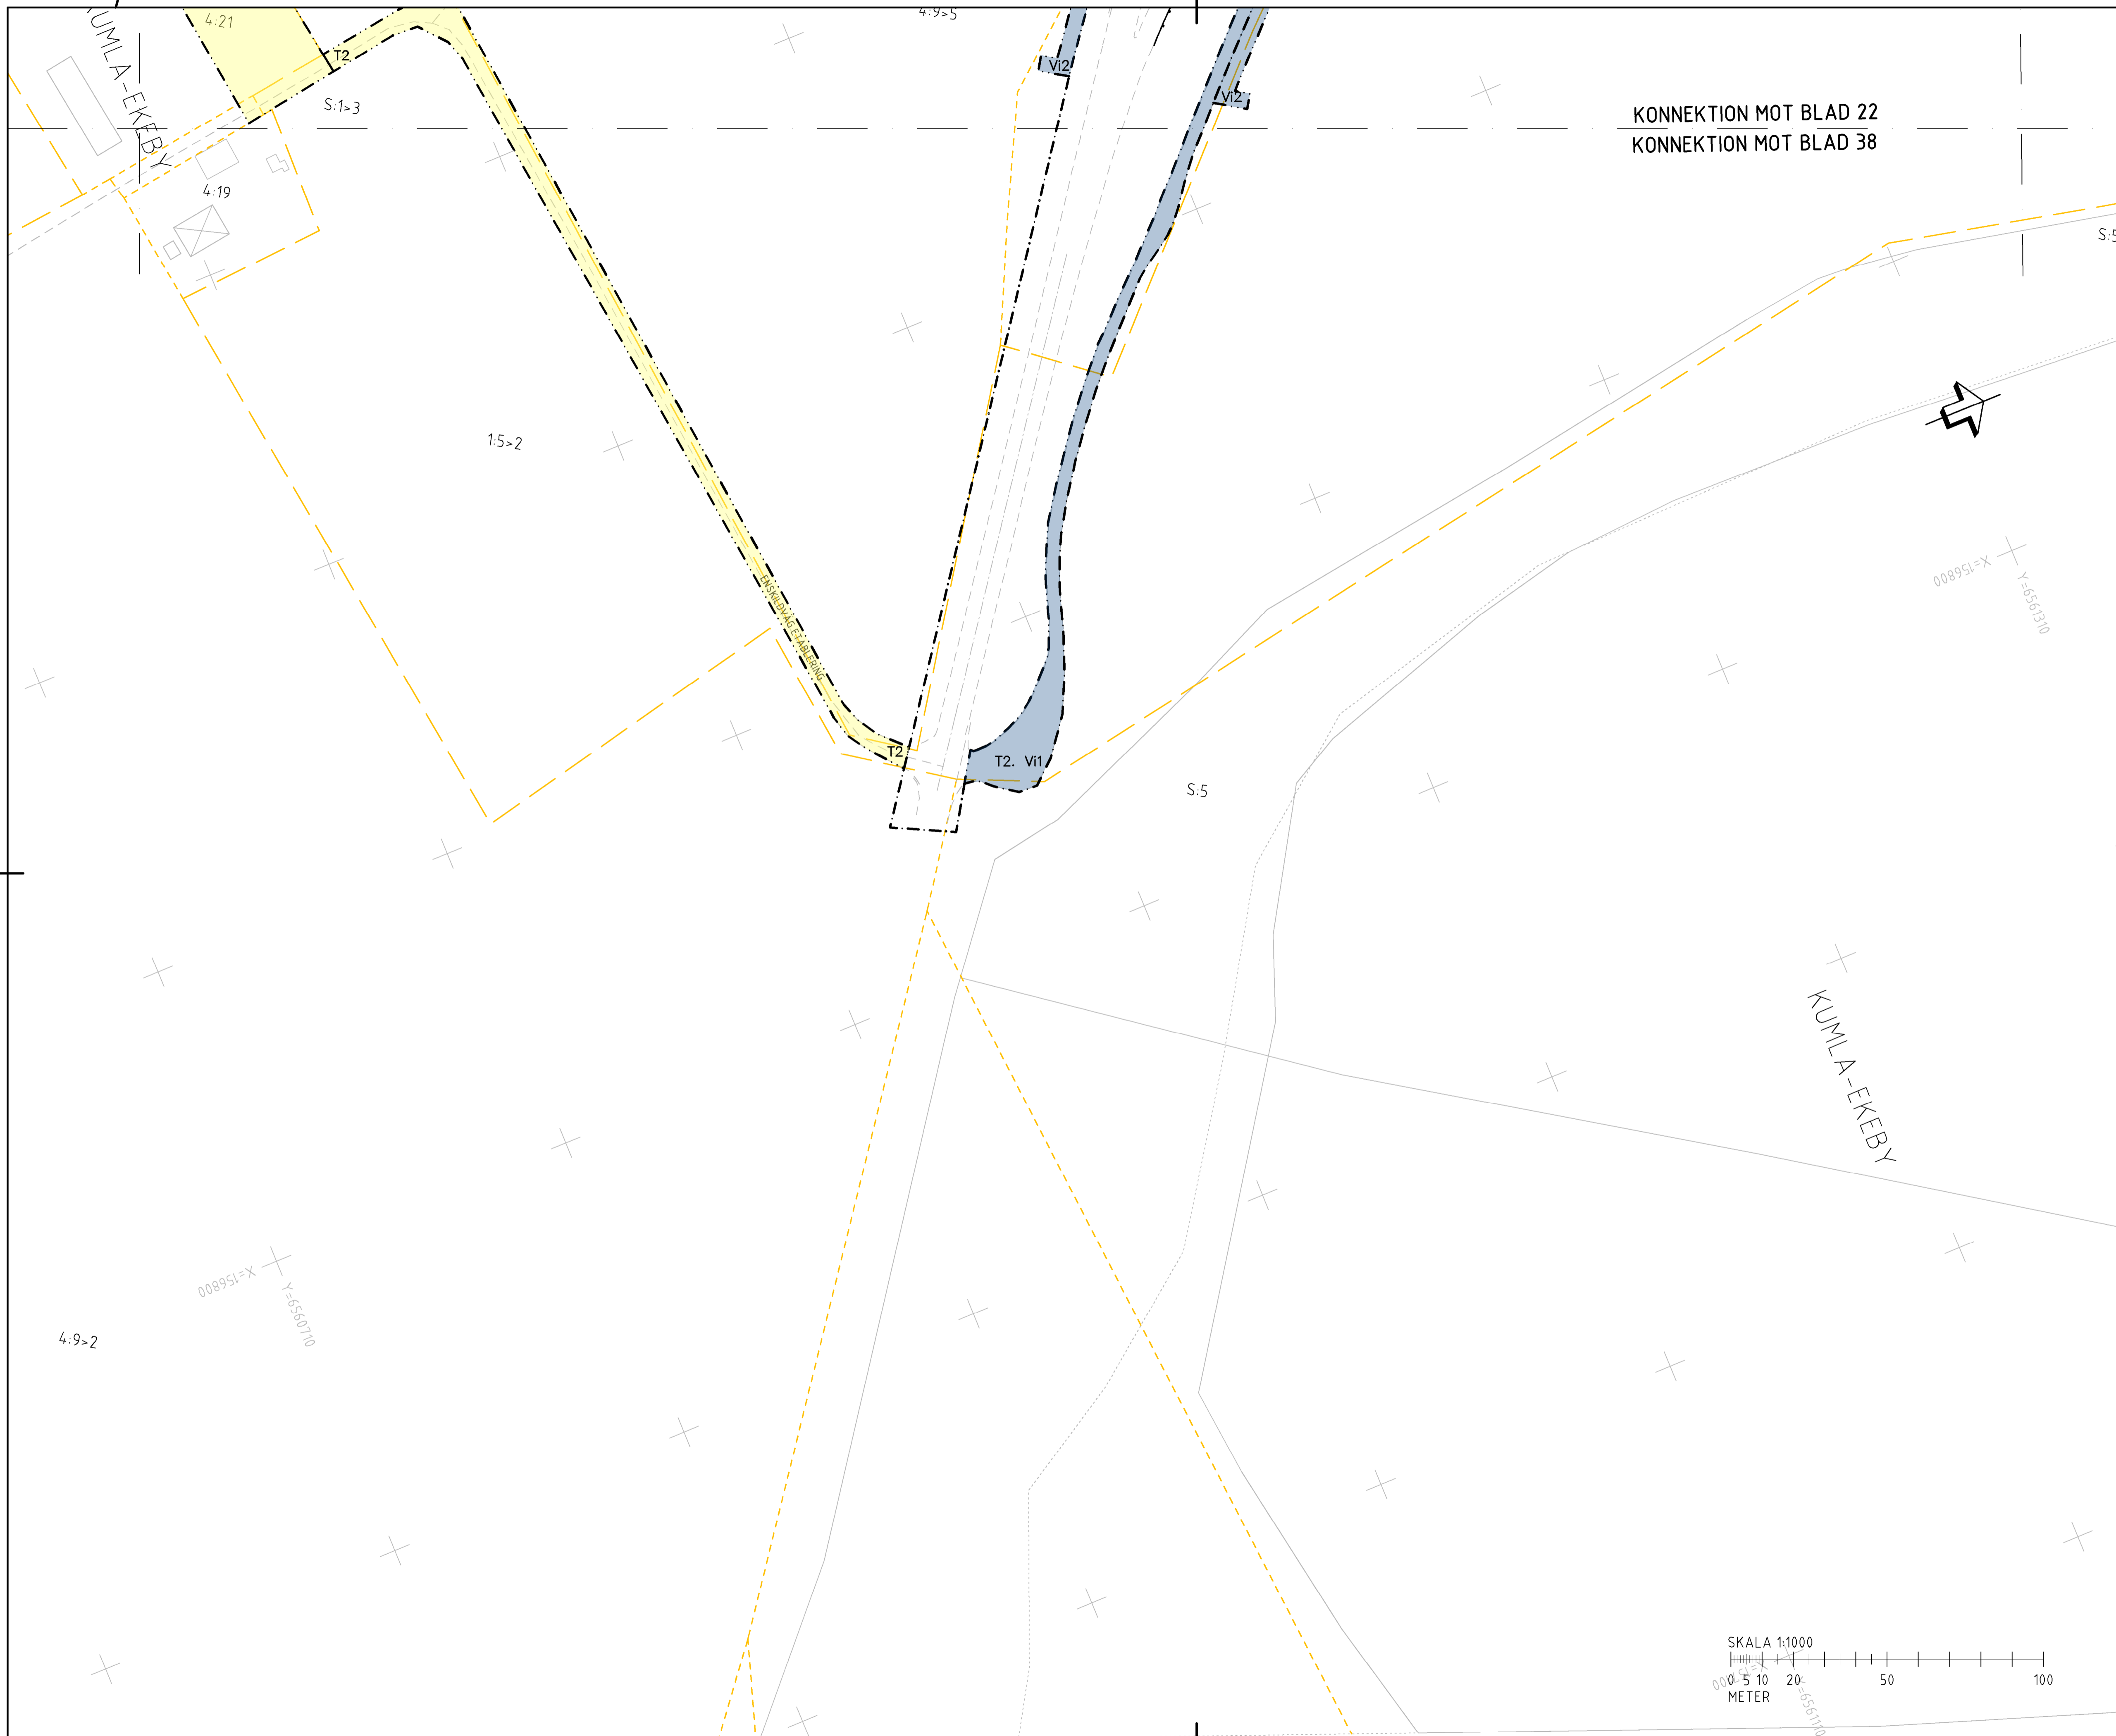 4:21
4:9>5
T2
Vi2
Vi2
KUMLA-EKEBY
S:1>3
KONNEKTION MOT BLAD 22
KONNEKTION MOT BLAD 38
4:19
S:5
1:5>2
X=156800
Y=6561310
ENSKILDVÄG ETABLERING
T2
T2. Vi1
S:5
KUMLA-EKEBY
X=156800
Y=6560710
4:9>2
SKALA 1:1000
0 5 10 20 50 100
METER
Y=6561110